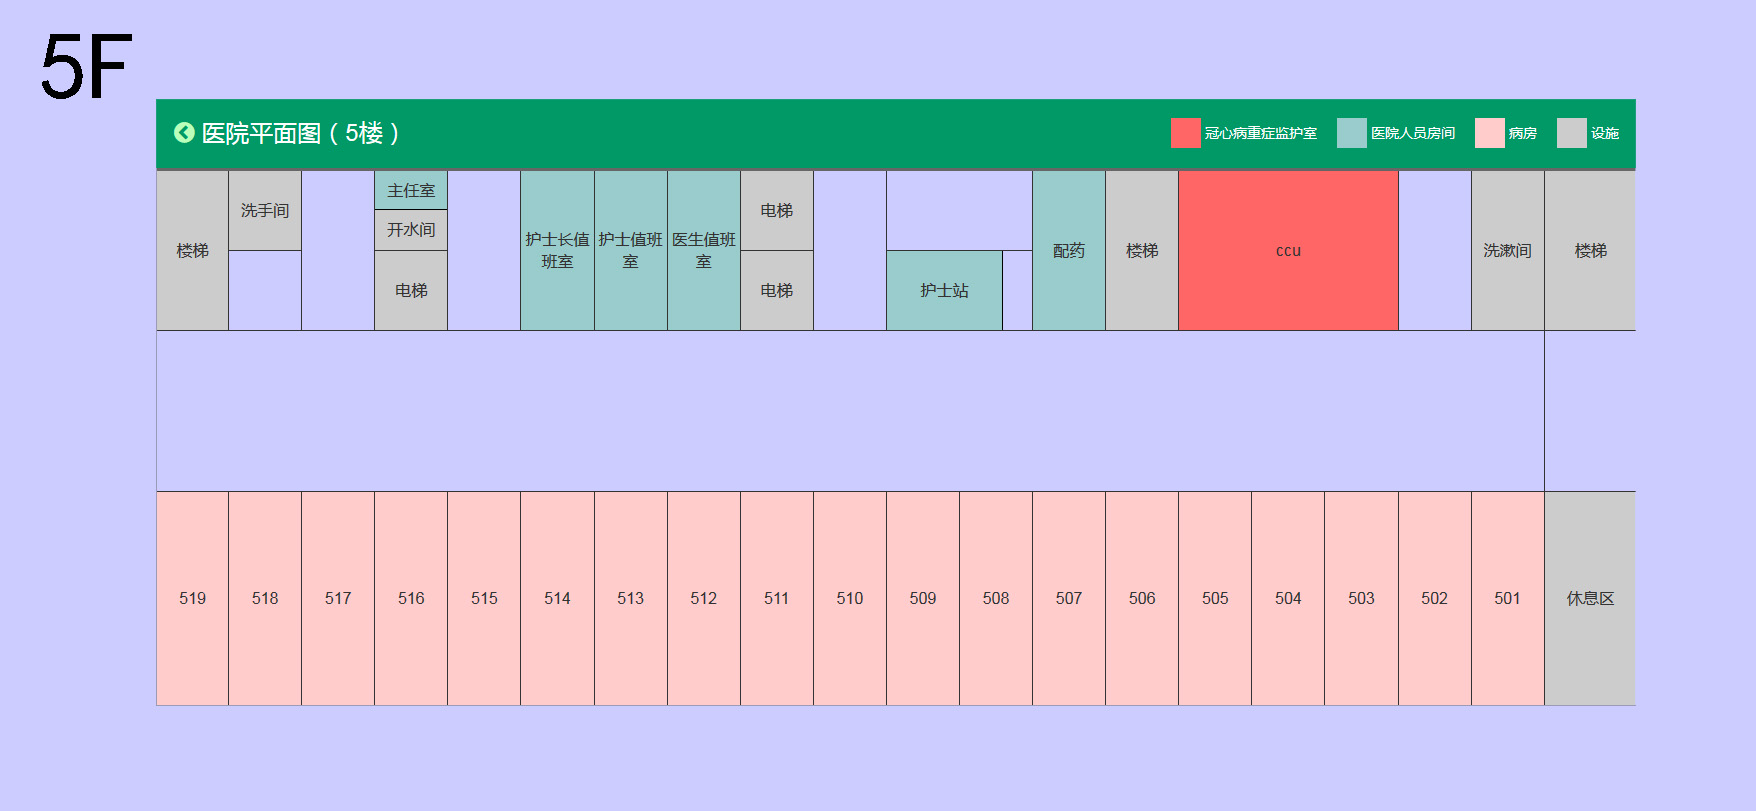 5F
医院平面图（5楼）
冠心病重症监护室
医院人员房间
病房
设施
楼梯
洗手间
主任室
开水间
电梯
护士长值
班室
护士值班
室
医生值班
室
电梯
电梯
护士站
配药
楼梯
ccu
洗漱间
楼梯
519
518
517
516
515
514
513
512
511
510
509
508
507
506
505
504
503
502
501
休息区